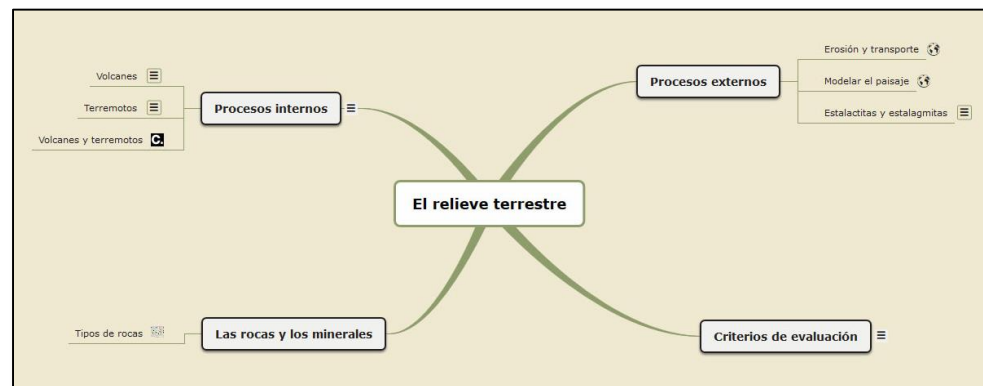 Volcanes
Terremotos
Volcanes y terremotos
C.
Procesos internos
Erosión y transporte
Modelar el paisaje
Estalactitas y estalagmitas
Procesos externos
El relieve terrestre
Tipos de rocas
Las rocas y los minerales
Criterios de evaluación